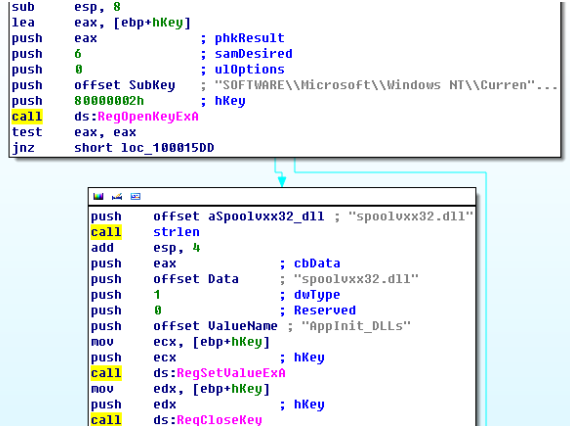 sub esp, 8
lea eax, [ebp+hKey]
push eax ; phkResult
push 6 ; samDesired
push 0 ; ulOptions
push offset SubKey ; "SOFTWARE\\Microsoft\\Windows NT\\Curren"...
push 80000002h ; hKey
call ds:RegOpenKeyExA
test eax, eax
jnz short loc_100015DD
push offset aSpoolvxx32_dll ; "spoolvxx32.dll"
call strlen
add esp, 4
push eax ; cbData
push offset Data ; "spoolvxx32.dll"
push 1 ; dwType
push 0 ; Reserved
push offset ValueName ; "AppInit_DLLs"
mov ecx, [ebp+hKey]
push ecx ; hKey
call ds:RegSetValueExA
mov edx, [ebp+hKey]
push edx ; hKey
call ds:RegCloseKey